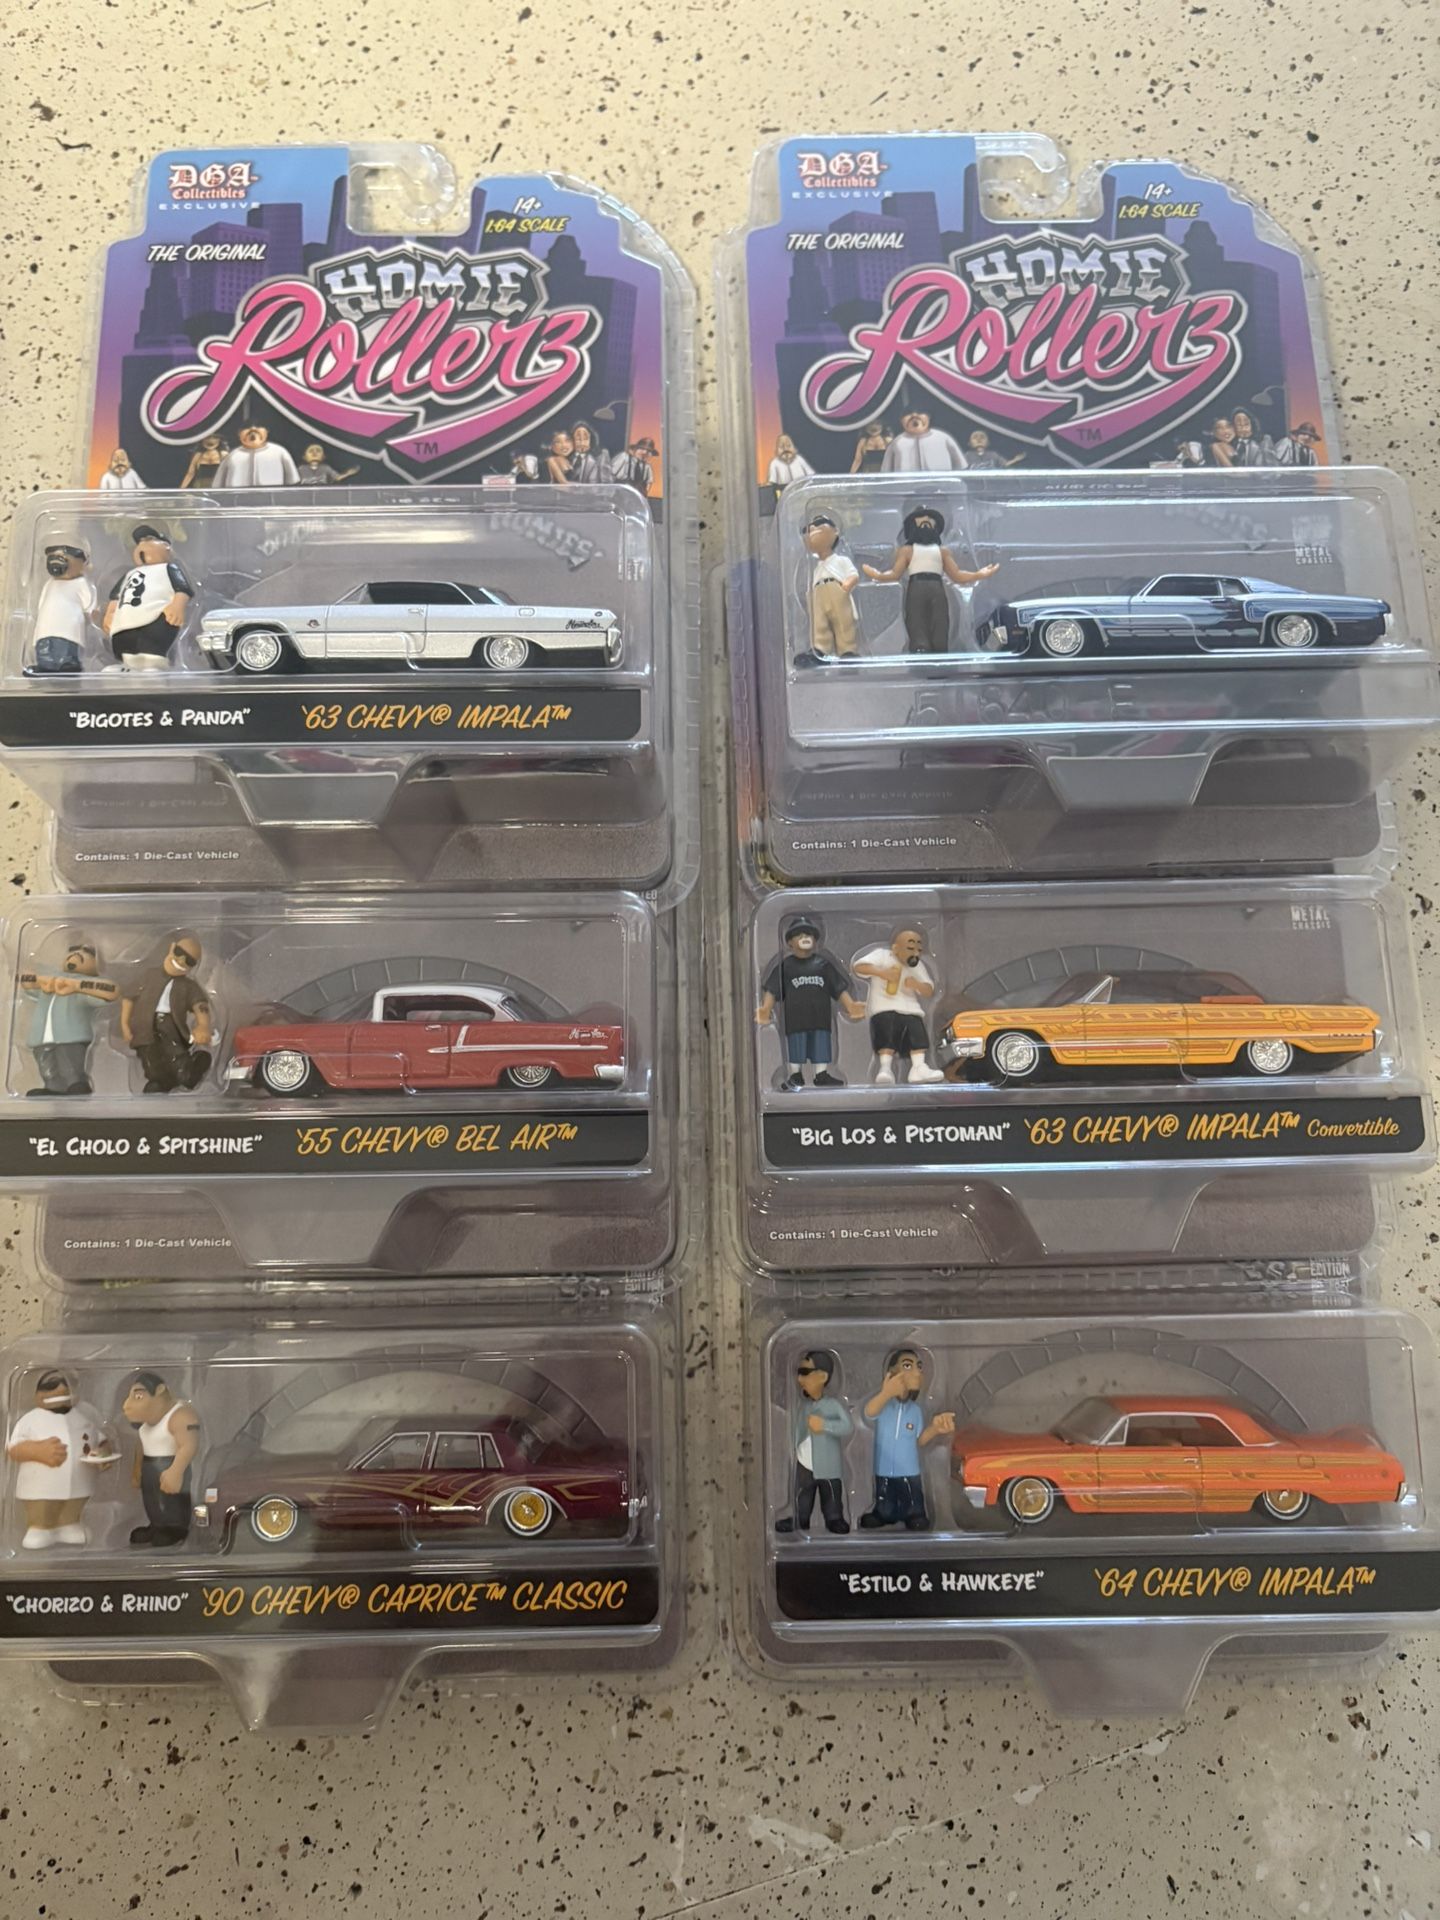 DGA
Collectibles
EXCLUSIVE
14+
1:64 SCALE
THE ORIGINAL
HOMIE
Rollerz
TM
"BIGOTES & PANDA" '63 CHEVY® IMPALA™
Contains: 1 Die-Cast Vehicle
DGA
Collectibles
EXCLUSIVE
14+
1:64 SCALE
THE ORIGINAL
HOMIE
Rollerz
TM
METAL
CHASSIS
Contains: 1 Die-Cast Vehicle
"EL CHOLO & SPITSHINE" '55 CHEVY® BEL AIR™
Contains: 1 Die-Cast Vehicle
METAL
CHASSIS
HOMIES
"BIG LOS & PISTOMAN" '63 CHEVY® IMPALA™ Convertible
Contains: 1 Die-Cast Vehicle
"CHORIZO & RHINO" '90 CHEVY® CAPRICE™ CLASSIC
EDITION
"ESTILO & HAWKEYE" '64 CHEVY® IMPALA™